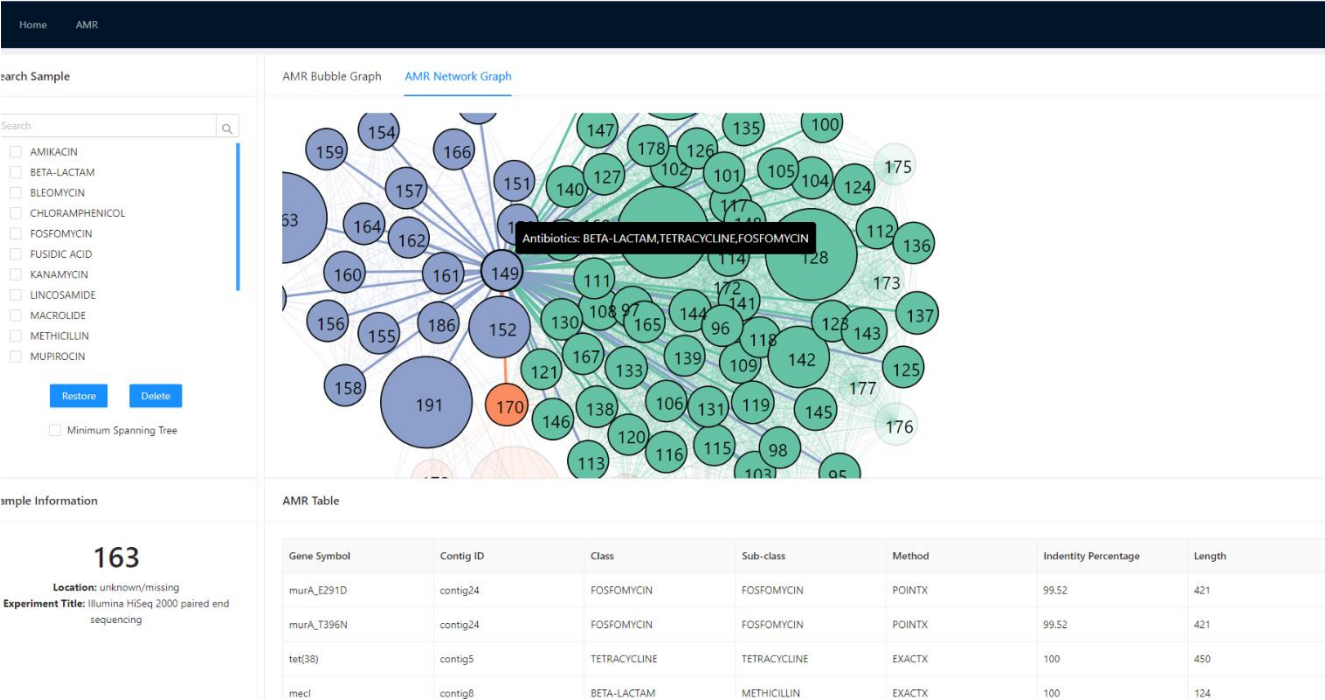 Home AMR
earch Sample
AMR Bubble Graph AMR Network Graph
Search
AMIKACIN
BETA-LACTAM
BLEOMYCIN
CHLORAMPHENICOL
FOSFOMYCIN
FUSIDIC ACID
KANAMYCIN
LINCOSAMIDE
MACROLIDE
METHICILLIN
MUPIROCIN
Restore Delete
Minimum Spanning Tree
154 147 135 100
159 166 178 126
151 140 127 102 101 105 104 124 175
157 117
63 164 162 112 136
Antibiotics: BETA-LACTAM,TETRACYCLINE,FOSFOMYCIN
114 128
160 161 149 111 172 173
141
156 155 186 152 130 108 97 165 144 96 118 123 143 137
167 133 139 109 142 125
158 121 177
191 170 146 138 106 131 119 145 176
120 116 115 98
113 103 95
ample Information
163
Location: unknown/missing
Experiment Title: Illumina HiSeq 2000 paired end
sequencing
AMR Table
Gene Symbol Contig ID Class Sub-class Method Indentity Percentage Length
murA_E291D contig24 FOSFOMYCIN FOSFOMYCIN POINTX 99.52 421
murA_T396N contig24 FOSFOMYCIN FOSFOMYCIN POINTX 99.52 421
tet(38) contig5 TETRACYCLINE TETRACYCLINE EXACTX 100 450
mecI contig8 BETA-LACTAM METHICILLIN EXACTX 100 124